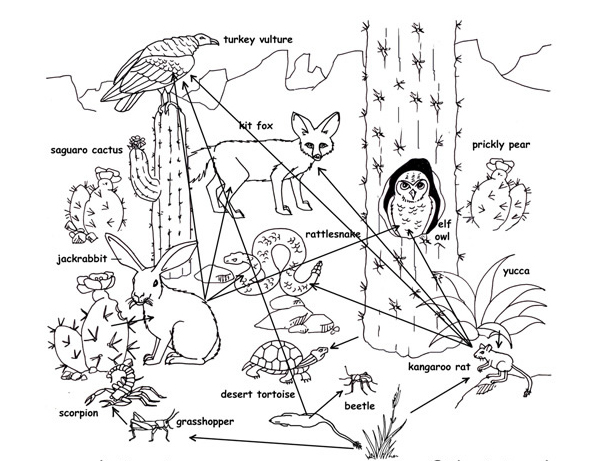 turkey vulture
kit fox
saguaro cactus
prickly pear
rattlesnake
elf
owl
jackrabbit
yucca
kangaroo rat
desert tortoise
beetle
scorpion
grasshopper